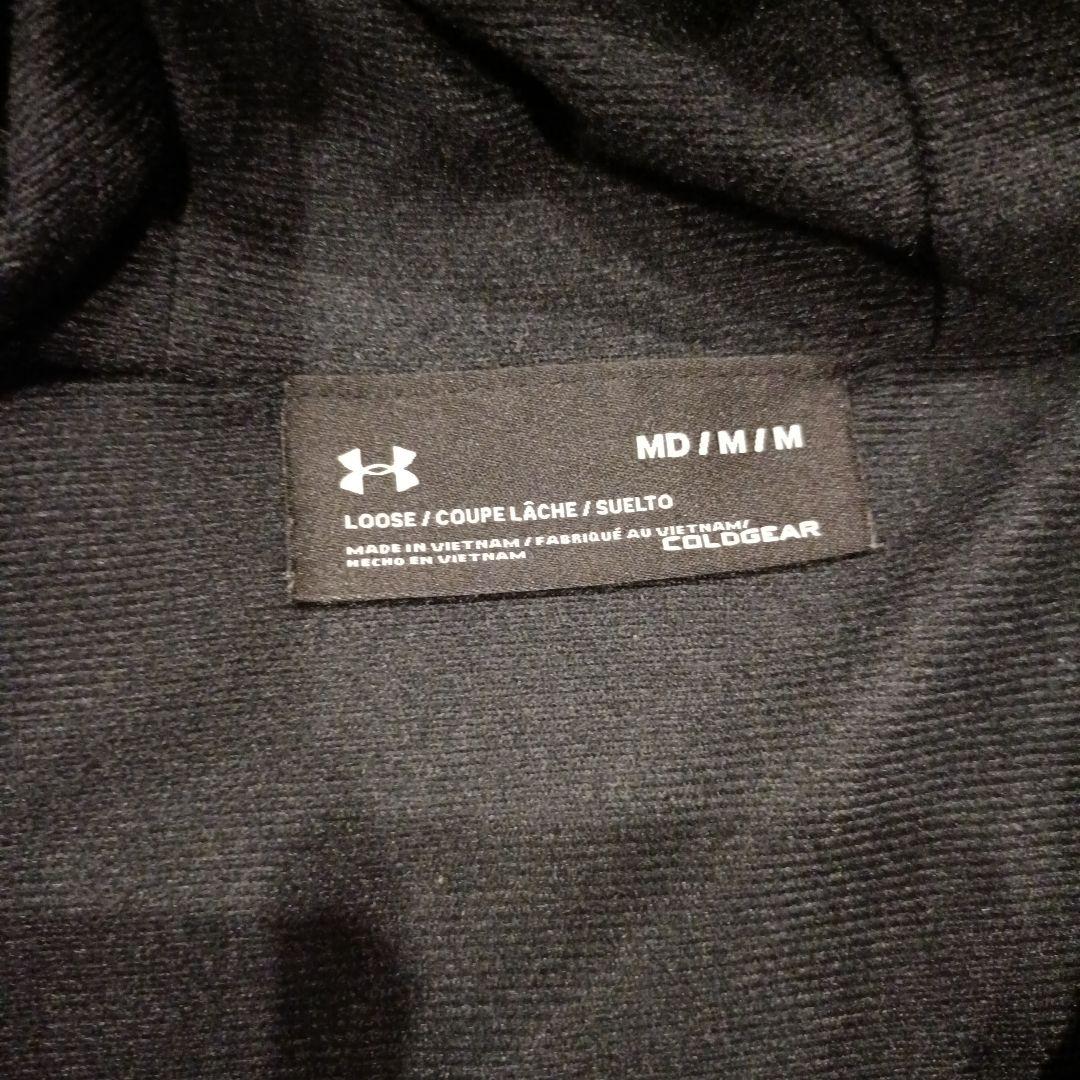 MD / M / M
LOOSE / COUPE LÂCHE / SUELTO
MADE IN VIETNAM / FABRIQUÉ AU VIETNAM/
HECHO EN VIETNAM
COLDGEAR